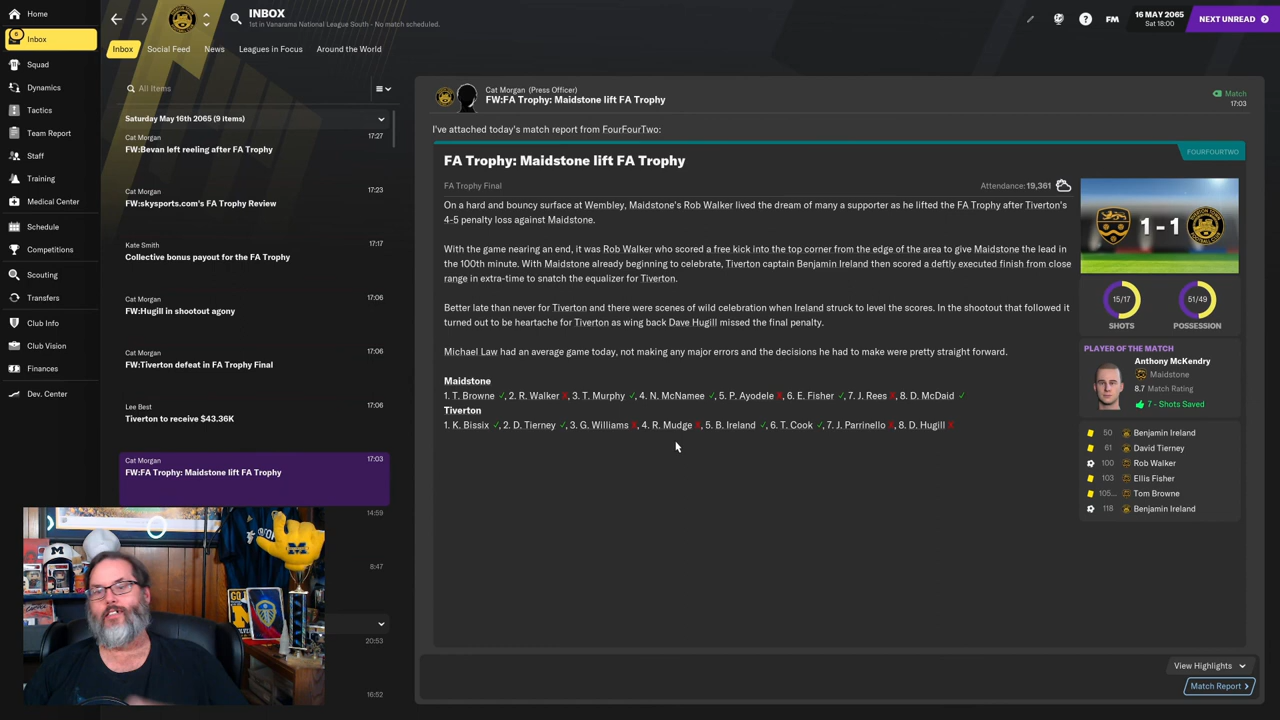 Home
Inbox
6
Squad
Dynamics
Tactics
Team Report
Staff
Training
Medical Center
Schedule
Competitions
Scouting
Transfers
Club Info
Club Vision
Finances
Dev. Center
INBOX
1st in Vanarama National League South - No match scheduled.
FM
16 MAY 2065
Sat 18:00
NEXT UNREAD
Inbox
Social Feed
News
Leagues in Focus
Around the World
All Items
Saturday May 16th 2065 (9 items)
Cat Morgan 17:27
FW:Bevan left reeling after FA Trophy
Cat Morgan 17:23
FW:skysports.com's FA Trophy Review
Kate Smith 17:17
Collective bonus payout for the FA Trophy
Cat Morgan 17:06
FW:Hugill in shootout agony
Cat Morgan 17:06
FW:Tiverton defeat in FA Trophy Final
Lee Best 17:06
Tiverton to receive $43.36K
Cat Morgan 17:03
FW:FA Trophy: Maidstone lift FA Trophy
14:59
8:47
20:53
16:52
Cat Morgan (Press Officer)
FW:FA Trophy: Maidstone lift FA Trophy
Match
17:03
I've attached today's match report from FourFourTwo:
FOURFOURTWO
FA Trophy: Maidstone lift FA Trophy
FA Trophy Final
Attendance: 19,361
On a hard and bouncy surface at Wembley, Maidstone's Rob Walker lived the dream of many a supporter as he lifted the FA Trophy after Tiverton's
4-5 penalty loss against Maidstone.
With the game nearing an end, it was Rob Walker who scored a free kick into the top corner from the edge of the area to give Maidstone the lead in
the 100th minute. With Maidstone already beginning to celebrate, Tiverton captain Benjamin Ireland then scored a deftly executed finish from close
range in extra-time to snatch the equalizer for Tiverton.
Better late than never for Tiverton and there were scenes of wild celebration when Ireland struck to level the scores. In the shootout that followed it
turned out to be heartache for Tiverton as wing back Dave Hugill missed the final penalty.
Michael Law had an average game today, not making any major errors and the decisions he had to make were pretty straight forward.
Maidstone
1. T. Browne ✓, 2. R. Walker ✗, 3. T. Murphy ✓, 4. N. McNamee ✓, 5. P. Ayodele ✗, 6. E. Fisher ✓, 7. J. Rees ✗, 8. D. McDaid ✓
Tiverton
1. K. Bissix ✓, 2. D. Tierney ✓, 3. G. Williams ✗, 4. R. Mudge ✗, 5. B. Ireland ✓, 6. T. Cook ✓, 7. J. Parrinello ✗, 8. D. Hugill ✗
1 - 1
15/17
SHOTS
51/49
POSSESSION
PLAYER OF THE MATCH
Anthony McKendry
Maidstone
8.7 Match Rating
7 - Shots Saved
50 Benjamin Ireland
61 David Tierney
100 Rob Walker
103 Ellis Fisher
105... Tom Browne
118 Benjamin Ireland
View Highlights
Match Report